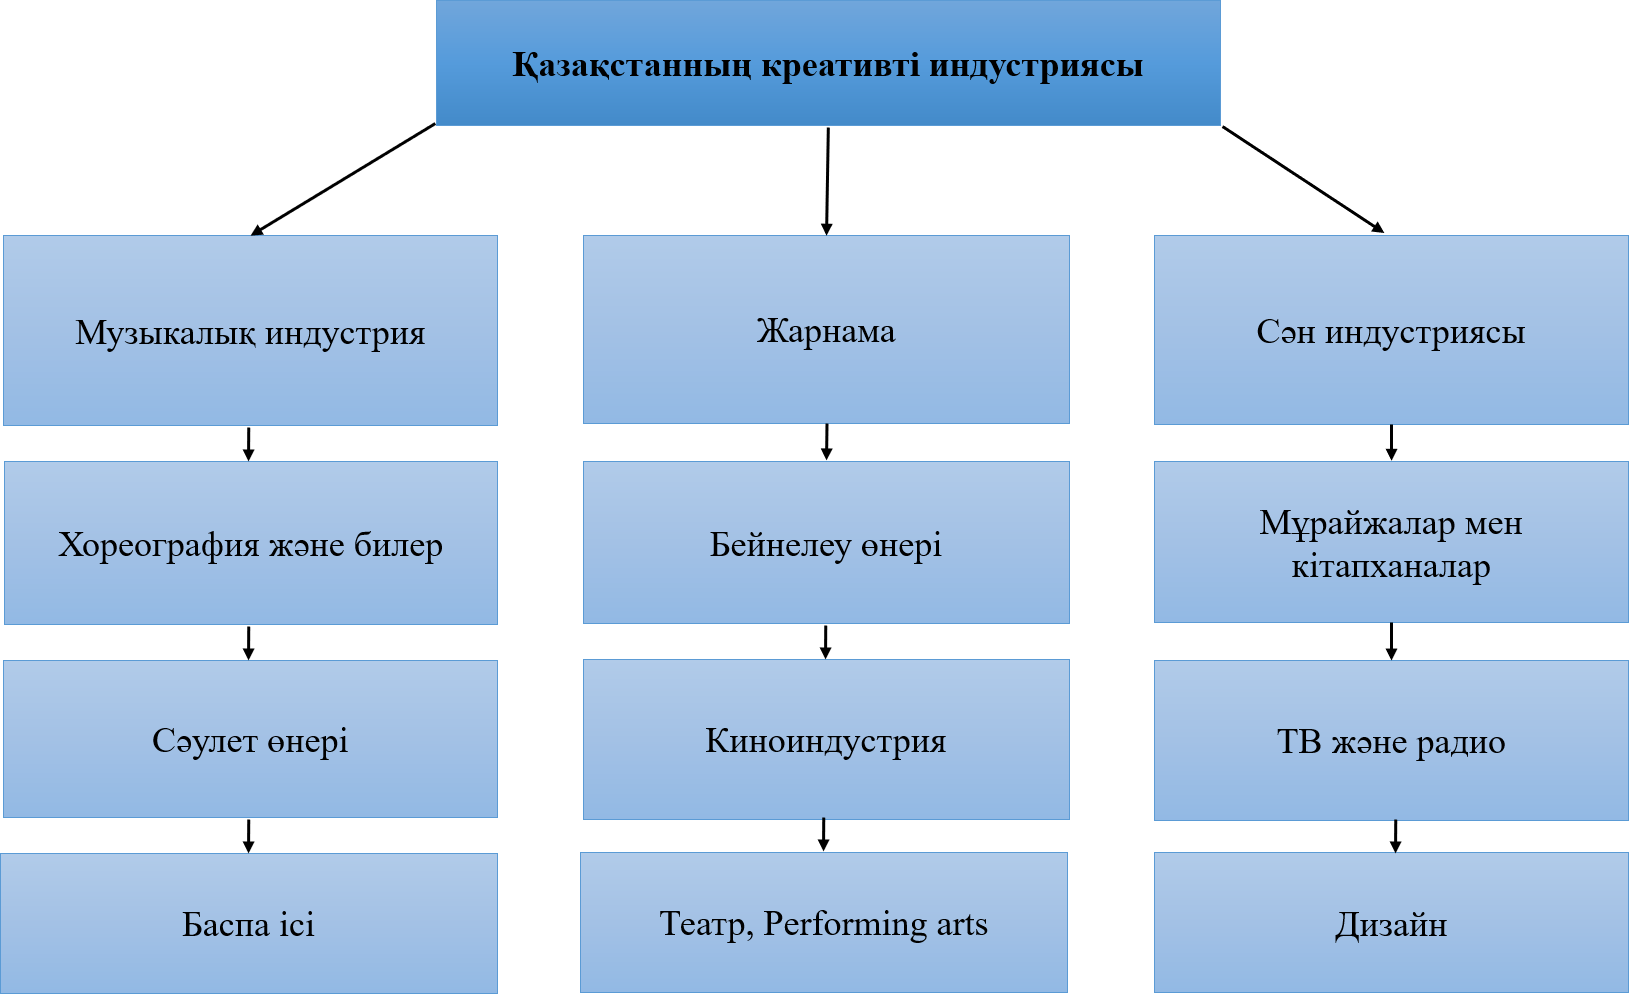 Қазақстанның креативті индустриясы
Музыкалық индустрия
Жарнама
Сән индустриясы
Хореография және билер
Бейнелеу өнері
Мұрайжалар мен
кітапханалар
Сәулет өнері
Киноиндустрия
ТВ және радио
Баспа ісі
Театр, Performing arts
Дизайн